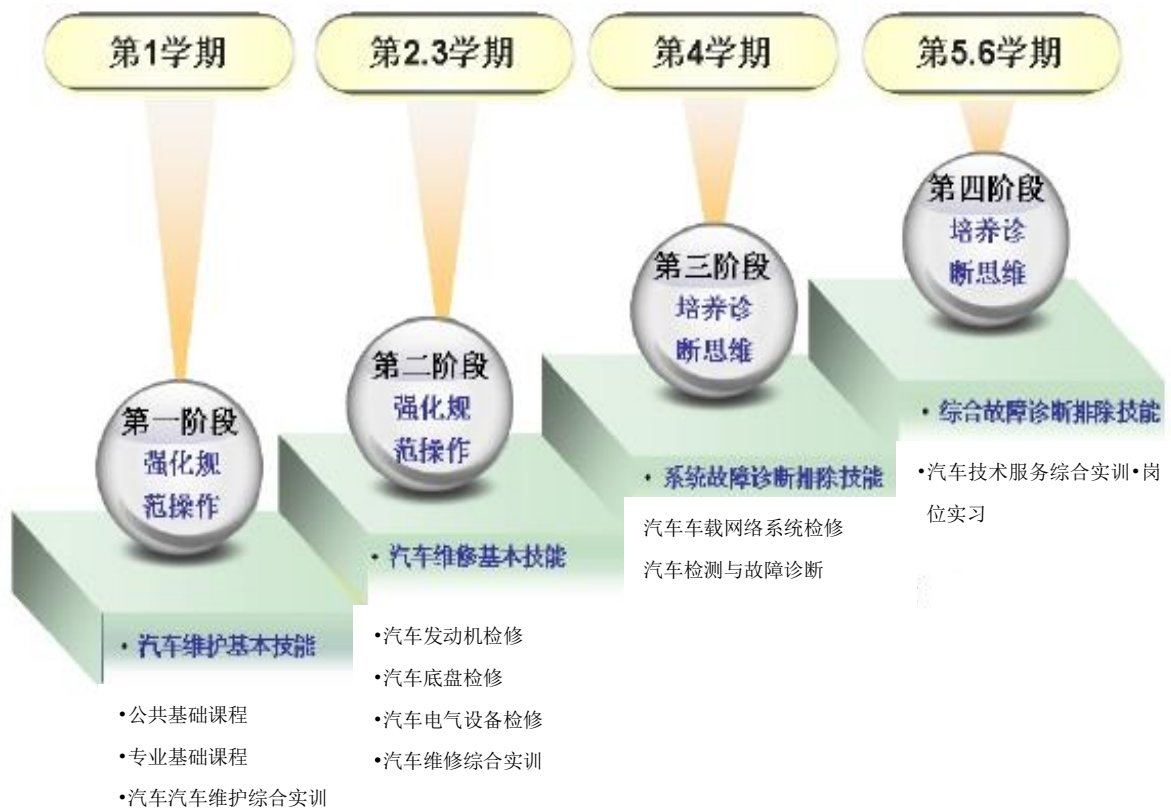 第1学期
第2.3学期
第4学期
第5.6学期
第一阶段
强化规
范操作
• 汽车维护基本技能
•公共基础课程
•专业基础课程
•汽车汽车维护综合实训
第二阶段
强化规
范操作
• 汽车维修基本技能
•汽车发动机检修
•汽车底盘检修
•汽车电气设备检修
•汽车维修综合实训
第三阶段
培养诊
断思维
• 系统故障诊断排除技能
汽车车载网络系统检修
汽车检测与故障诊断
第四阶段
培养诊
断思维
• 综合故障诊断排除技能
•汽车技术服务综合实训•岗
位实习